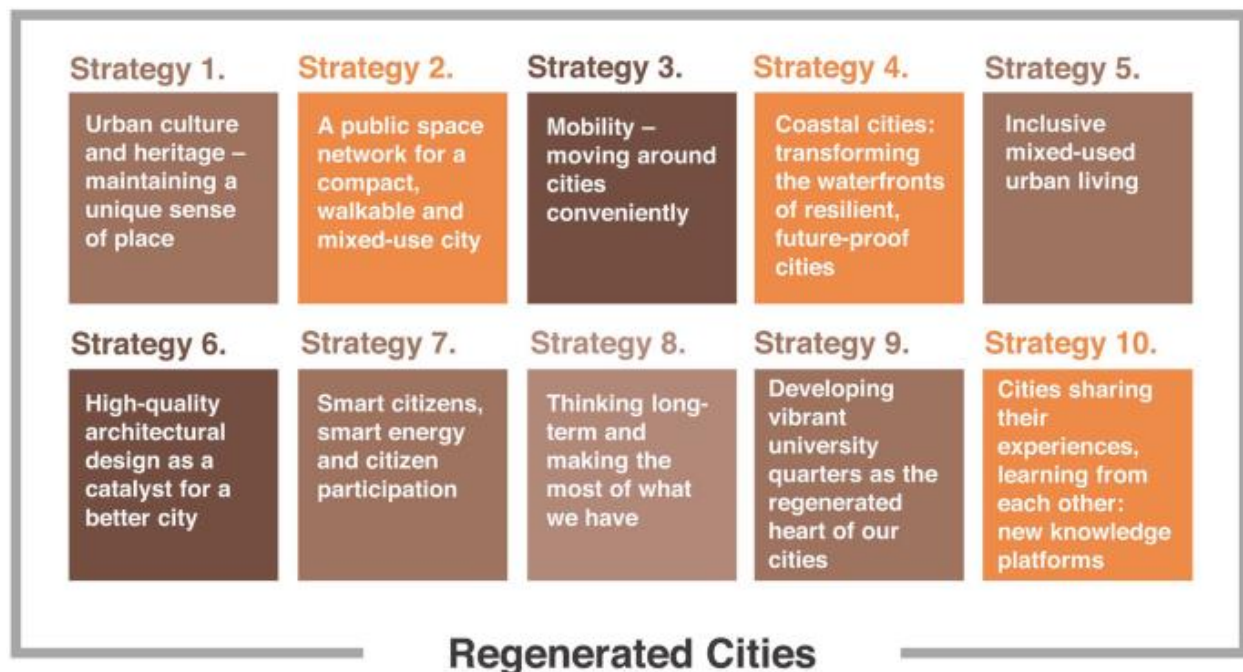 Strategy 1.
Urban culture
and heritage –
maintaining a
unique sense
of place
Strategy 2.
A public space
network for a
compact,
walkable and
mixed-use city
Strategy 3.
Mobility –
moving around
cities
conveniently
Strategy 4.
Coastal cities:
transforming
the waterfronts
of resilient,
future-proof
cities
Strategy 5.
Inclusive
mixed-used
urban living
Strategy 6.
High-quality
architectural
design as a
catalyst for a
better city
Strategy 7.
Smart citizens,
smart energy
and citizen
participation
Strategy 8.
Thinking long-
term and
making the
most of what
we have
Strategy 9.
Developing
vibrant
university
quarters as the
regenerated
heart of our
cities
Strategy 10.
Cities sharing
their
experiences,
learning from
each other:
new knowledge
platforms
Regenerated Cities